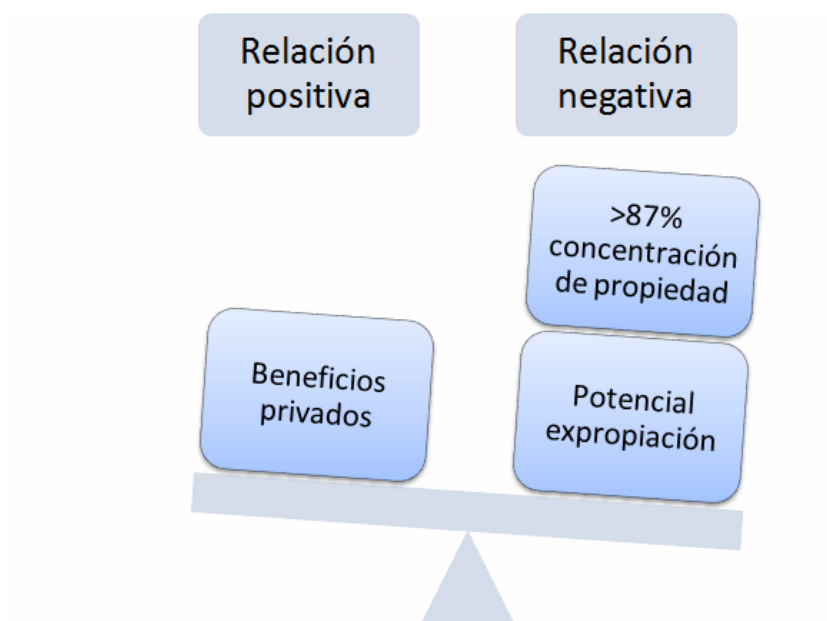 Relación
positiva
Relación
negativa
>87%
concentración
de propiedad
Beneficios
privados
Potencial
expropiación